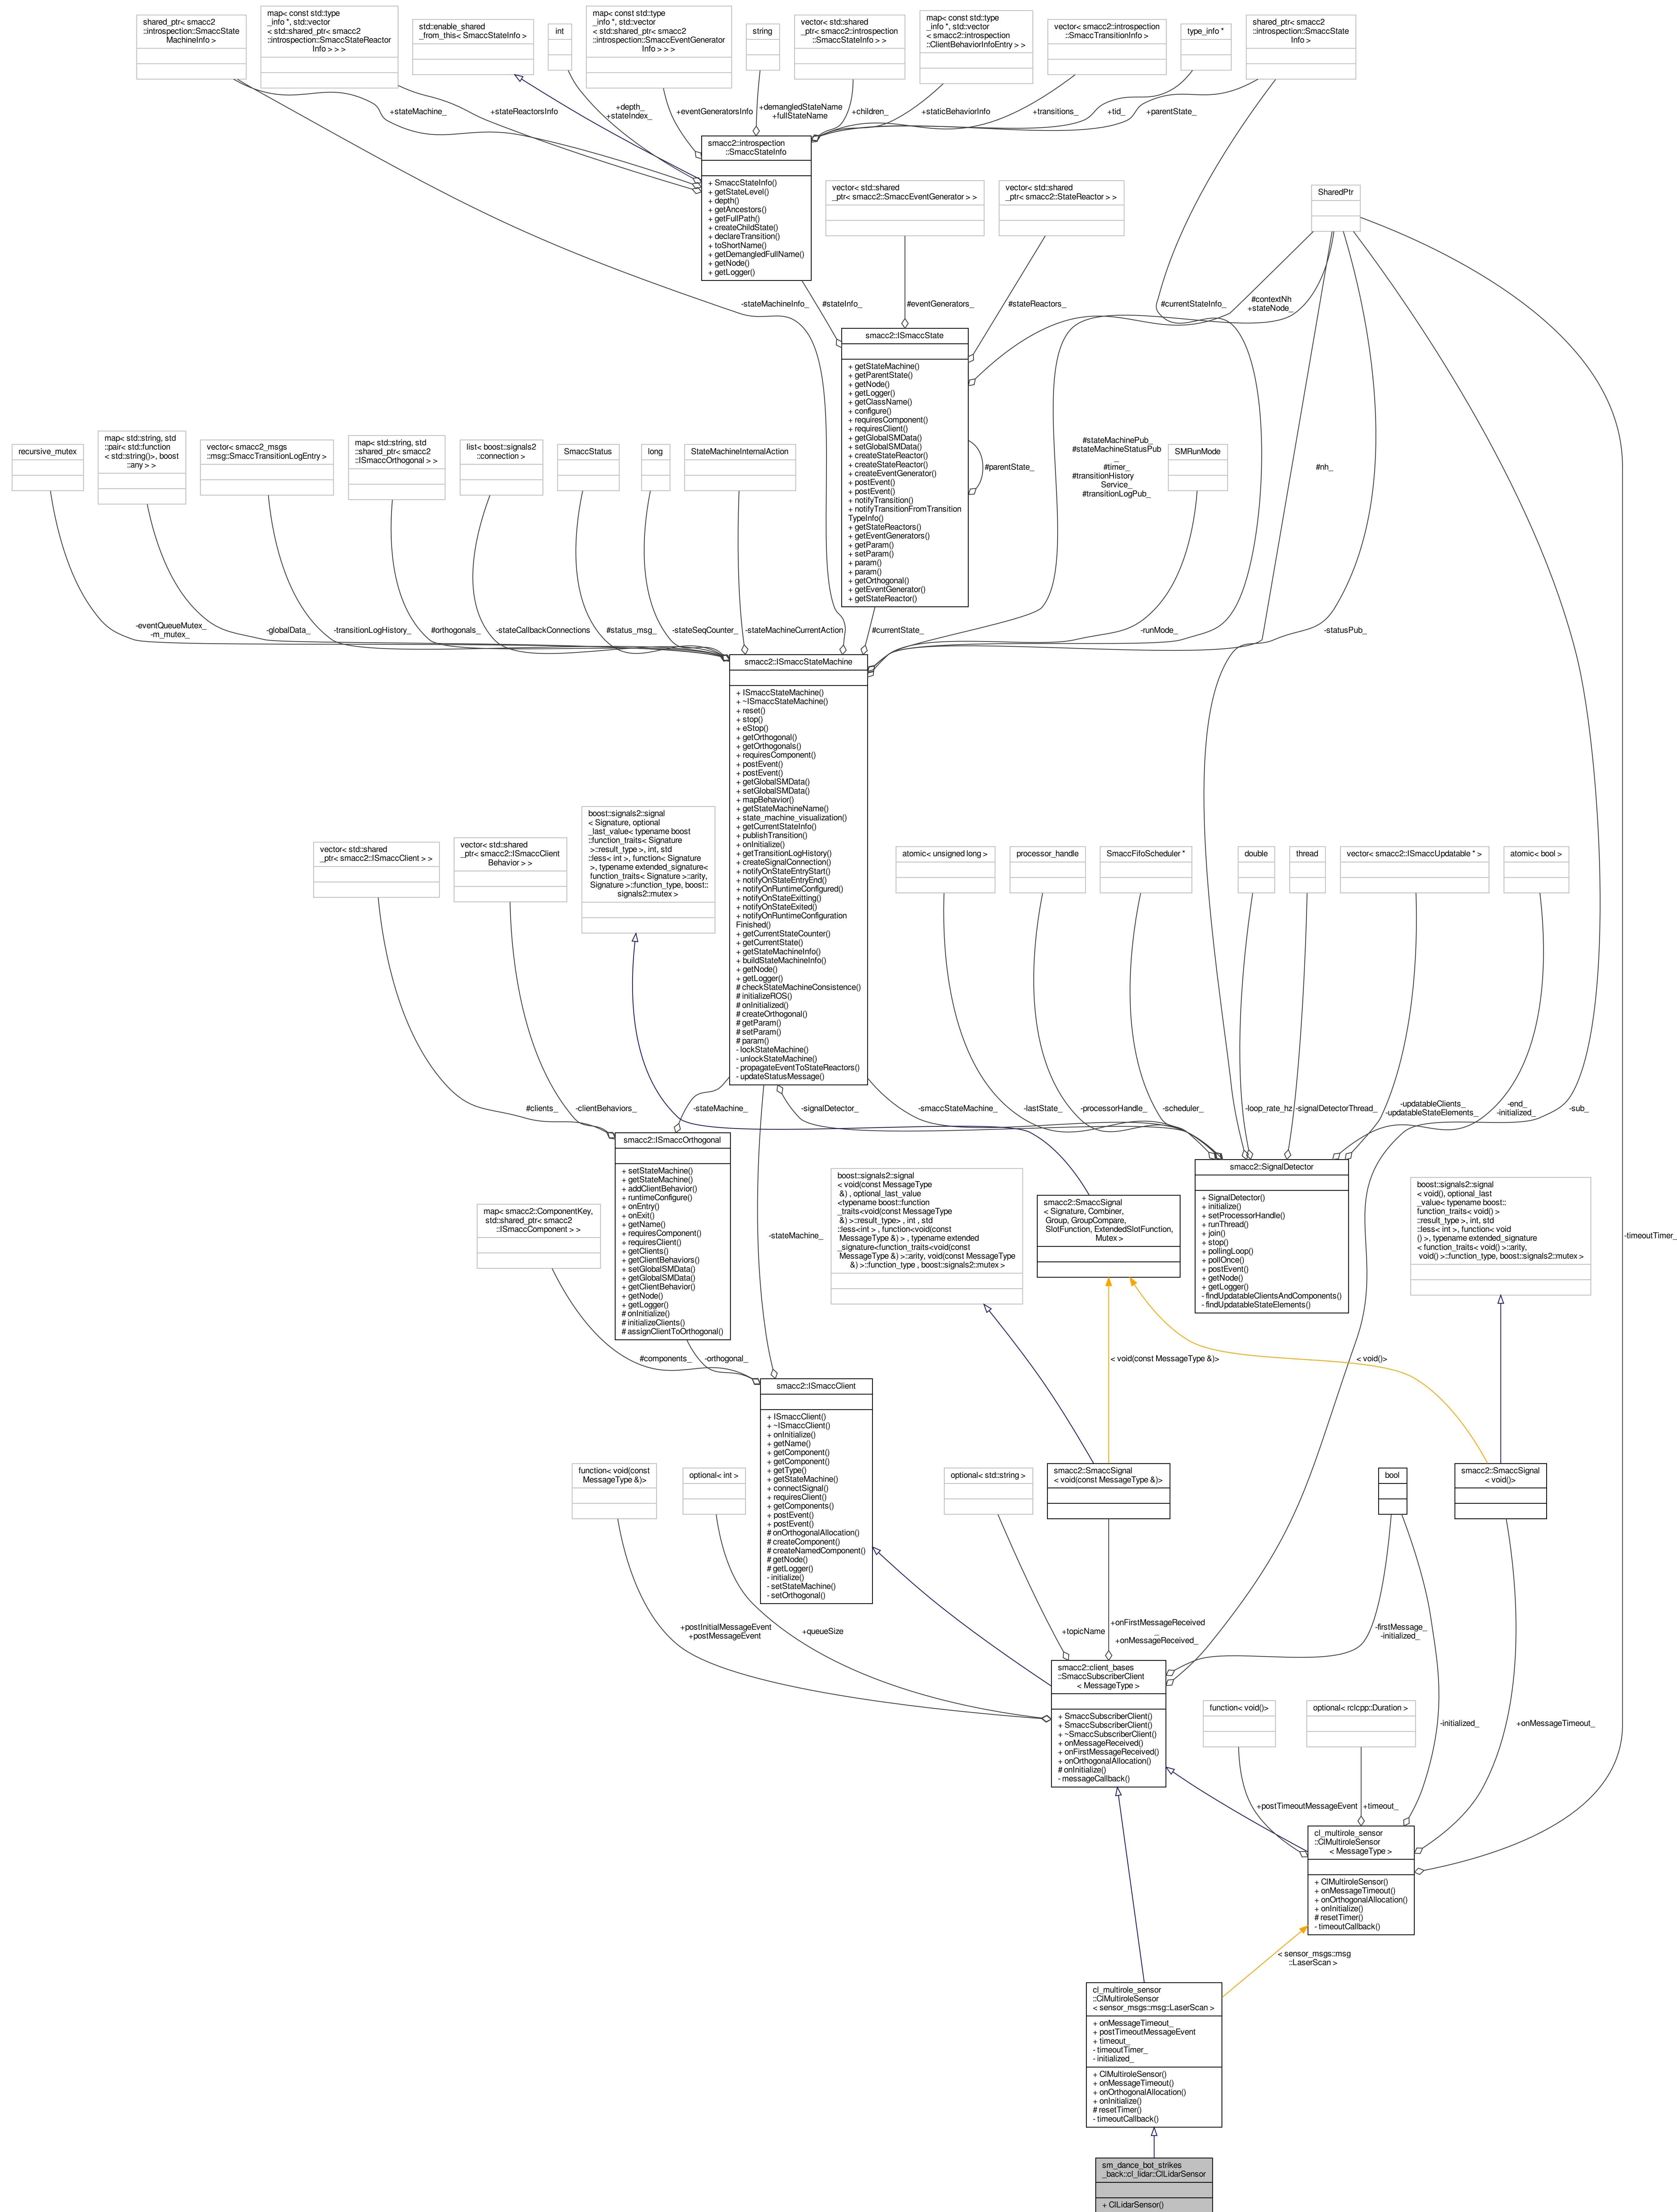 shared_ptr< smacc2
::introspection::SmaccState
MachineInfo >
map< const std::type
_info *, std::vector
< std::shared_ptr< smacc2
::introspection::SmaccStateReactor
Info > > >
std::enable_shared
_from_this< SmaccStateInfo >
int
map< const std::type
_info *, std::vector
< std::shared_ptr< smacc2
::introspection::SmaccEventGenerator
Info > > >
string
vector< std::shared
_ptr< smacc2::introspection
::SmaccStateInfo > >
map< const std::type
_info *, std::vector
< smacc2::introspection
::ClientBehaviorInfoEntry > >
vector< smacc2::introspection
::SmaccTransitionInfo >
type_info *
shared_ptr< smacc2
::introspection::SmaccState
Info >
+stateMachine_
+stateReactorsInfo
+depth_
+stateIndex_
+eventGeneratorsInfo
+demangledStateName
+fullStateName
+children_
+staticBehaviorInfo
+transitions_
+tid_
+parentState_
smacc2::introspection
::SmaccStateInfo
+ SmaccStateInfo()
+ getStateLevel()
+ depth()
+ getAncestors()
+ getFullPath()
+ createChildState()
+ declareTransition()
+ toShortName()
+ getDemangledFullName()
+ getNode()
+ getLogger()
vector< std::shared
_ptr< smacc2::SmaccEventGenerator > >
vector< std::shared
_ptr< smacc2::StateReactor > >
SharedPtr
-stateMachineInfo_
#stateInfo_
#eventGenerators_
#stateReactors_
#currentStateInfo_
#contextNh
+stateNode_
smacc2::ISmaccState
+ getStateMachine()
+ getParentState()
+ getNode()
+ getLogger()
+ getClassName()
+ configure()
+ requiresComponent()
+ requiresClient()
+ getGlobalSMData()
+ setGlobalSMData()
+ createStateReactor()
+ createStateReactor()
+ createEventGenerator()
+ postEvent()
+ postEvent()
+ notifyTransition()
+ notifyTransitionFromTransition
TypeInfo()
+ getStateReactors()
+ getEventGenerators()
+ getParam()
+ setParam()
+ param()
+ param()
+ getOrthogonal()
+ getEventGenerator()
+ getStateReactor()
#parentState_
#stateMachinePub_
#stateMachineStatusPub
_
#timer_
#transitionHistory
Service_
#transitionLogPub_
#nh_
recursive_mutex
map< std::string, std
::pair< std::function
< std::string()>, boost
::any > >
vector< smacc2_msgs
::msg::SmaccTransitionLogEntry >
map< std::string, std
::shared_ptr< smacc2
::ISmaccOrthogonal > >
list< boost::signals2
::connection >
SmaccStatus
long
StateMachineInternalAction
SMRunMode
-eventQueueMutex_
-m_mutex_
-globalData_
-transitionLogHistory_
#orthogonals_
-stateCallbackConnections
#status_msg_
-stateSeqCounter_
-stateMachineCurrentAction
#currentState_
-runMode_
-statusPub_
smacc2::ISmaccStateMachine
+ ISmaccStateMachine()
+ ~ISmaccStateMachine()
+ reset()
+ stop()
+ eStop()
+ getOrthogonal()
+ getOrthogonals()
+ requiresComponent()
+ postEvent()
+ postEvent()
+ getGlobalSMData()
+ setGlobalSMData()
+ mapBehavior()
+ getStateMachineName()
+ state_machine_visualization()
+ getCurrentStateInfo()
+ publishTransition()
+ onInitialize()
+ getTransitionLogHistory()
+ createSignalConnection()
+ notifyOnStateEntryStart()
+ notifyOnStateEntryEnd()
+ notifyOnRuntimeConfigured()
+ notifyOnStateExitting()
+ notifyOnStateExited()
+ notifyOnRuntimeConfiguration
Finished()
+ getCurrentStateCounter()
+ getCurrentState()
+ getStateMachineInfo()
+ buildStateMachineInfo()
+ getNode()
+ getLogger()
# checkStateMachineConsistence()
# initializeROS()
# onInitialized()
# createOrthogonal()
# getParam()
# setParam()
# param()
- lockStateMachine()
- unlockStateMachine()
- propagateEventToStateReactors()
- updateStatusMessage()
vector< std::shared
_ptr< smacc2::ISmaccClient > >
vector< std::shared
_ptr< smacc2::ISmaccClient
Behavior > >
boost::signals2::signal
< Signature, optional
_last_value< typename boost
::function_traits< Signature
>::result_type >, int, std
::less< int >, function< Signature
>, typename extended_signature<
function_traits< Signature >::arity,
Signature >::function_type, boost::
signals2::mutex >
atomic< unsigned long >
processor_handle
SmaccFifoScheduler *
double
thread
vector< smacc2::ISmaccUpdatable * >
atomic< bool >
#clients_
-clientBehaviors_
-stateMachine_
-signalDetector_
-smaccStateMachine_
-lastState_
-processorHandle_
-scheduler_
-loop_rate_hz
-signalDetectorThread_
-updatableClients_
-updatableStateElements_
-end_
-initialized_
-sub_
smacc2::ISmaccOrthogonal
+ setStateMachine()
+ getStateMachine()
+ addClientBehavior()
+ runtimeConfigure()
+ onEntry()
+ onExit()
+ getName()
+ requiresComponent()
+ requiresClient()
+ getClients()
+ getClientBehaviors()
+ setGlobalSMData()
+ getGlobalSMData()
+ getClientBehavior()
+ getNode()
+ getLogger()
# onInitialize()
# initializeClients()
# assignClientToOrthogonal()
smacc2::SignalDetector
+ SignalDetector()
+ initialize()
+ setProcessorHandle()
+ runThread()
+ join()
+ stop()
+ pollingLoop()
+ pollOnce()
+ postEvent()
+ getNode()
+ getLogger()
- findUpdatableClientsAndComponents()
- findUpdatableStateElements()
map< smacc2::ComponentKey,
std::shared_ptr< smacc2
::ISmaccComponent > >
-stateMachine_
boost::signals2::signal
< void(const MessageType
&) , optional_last_value
<typename boost::function
_traits<void(const MessageType
&) >::result_type> , int , std
::less<int > , function<void(const
MessageType &) > , typename extended
_signature<function_traits<void(const
MessageType &) >::arity, void(const MessageType
&) >::function_type , boost::signals2::mutex >
smacc2::SmaccSignal
< Signature, Combiner,
Group, GroupCompare,
SlotFunction, ExtendedSlotFunction,
Mutex >
boost::signals2::signal
< void(), optional_last
_value< typename boost::
function_traits< void() >
::result_type >, int, std
::less< int >, function< void
() >, typename extended_signature
< function_traits< void() >::arity,
void() >::function_type, boost::signals2::mutex >
-timeoutTimer_
#components_
-orthogonal_
< void(const MessageType &)>
< void()>
smacc2::ISmaccClient
+ ISmaccClient()
+ ~ISmaccClient()
+ onInitialize()
+ getName()
+ getComponent()
+ getComponent()
+ getType()
+ getStateMachine()
+ connectSignal()
+ requiresClient()
+ getComponents()
+ postEvent()
+ postEvent()
# onOrthogonalAllocation()
# createComponent()
# createNamedComponent()
# getNode()
# getLogger()
- initialize()
- setStateMachine()
- setOrthogonal()
function< void(const
MessageType &)>
optional< int >
optional< std::string >
smacc2::SmaccSignal
< void(const MessageType &)>
bool
smacc2::SmaccSignal
< void()>
+postInitialMessageEvent
+postMessageEvent
+queueSize
+topicName
+onFirstMessageReceived
_
+onMessageReceived_
-firstMessage_
-initialized_
smacc2::client_bases
::SmaccSubscriberClient
< MessageType >
+ SmaccSubscriberClient()
+ SmaccSubscriberClient()
+ ~SmaccSubscriberClient()
+ onMessageReceived()
+ onFirstMessageReceived()
+ onOrthogonalAllocation()
# onInitialize()
- messageCallback()
function< void()>
optional< rclcpp::Duration >
-initialized_
+onMessageTimeout_
+postTimeoutMessageEvent
+timeout_
cl_multirole_sensor
::ClMultiroleSensor
< MessageType >
+ ClMultiroleSensor()
+ onMessageTimeout()
+ onOrthogonalAllocation()
+ onInitialize()
# resetTimer()
- timeoutCallback()
< sensor_msgs::msg
::LaserScan >
cl_multirole_sensor
::ClMultiroleSensor
< sensor_msgs::msg::LaserScan >
+ onMessageTimeout_
+ postTimeoutMessageEvent
+ timeout_
- timeoutTimer_
- initialized_
+ ClMultiroleSensor()
+ onMessageTimeout()
+ onOrthogonalAllocation()
+ onInitialize()
# resetTimer()
- timeoutCallback()
sm_dance_bot_strikes
_back::cl_lidar::ClLidarSensor
+ ClLidarSensor()